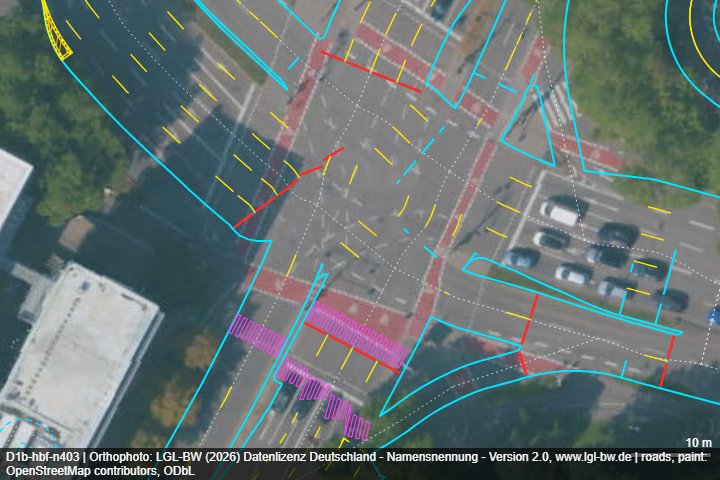 10 m
D1b-hbf-n403 | Orthophoto: LGL-BW (2026) Datenlizenz Deutschland - Namensnennung - Version 2.0, www.lgl-bw.de | roads, paint:
OpenStreetMap contributors, ODbL